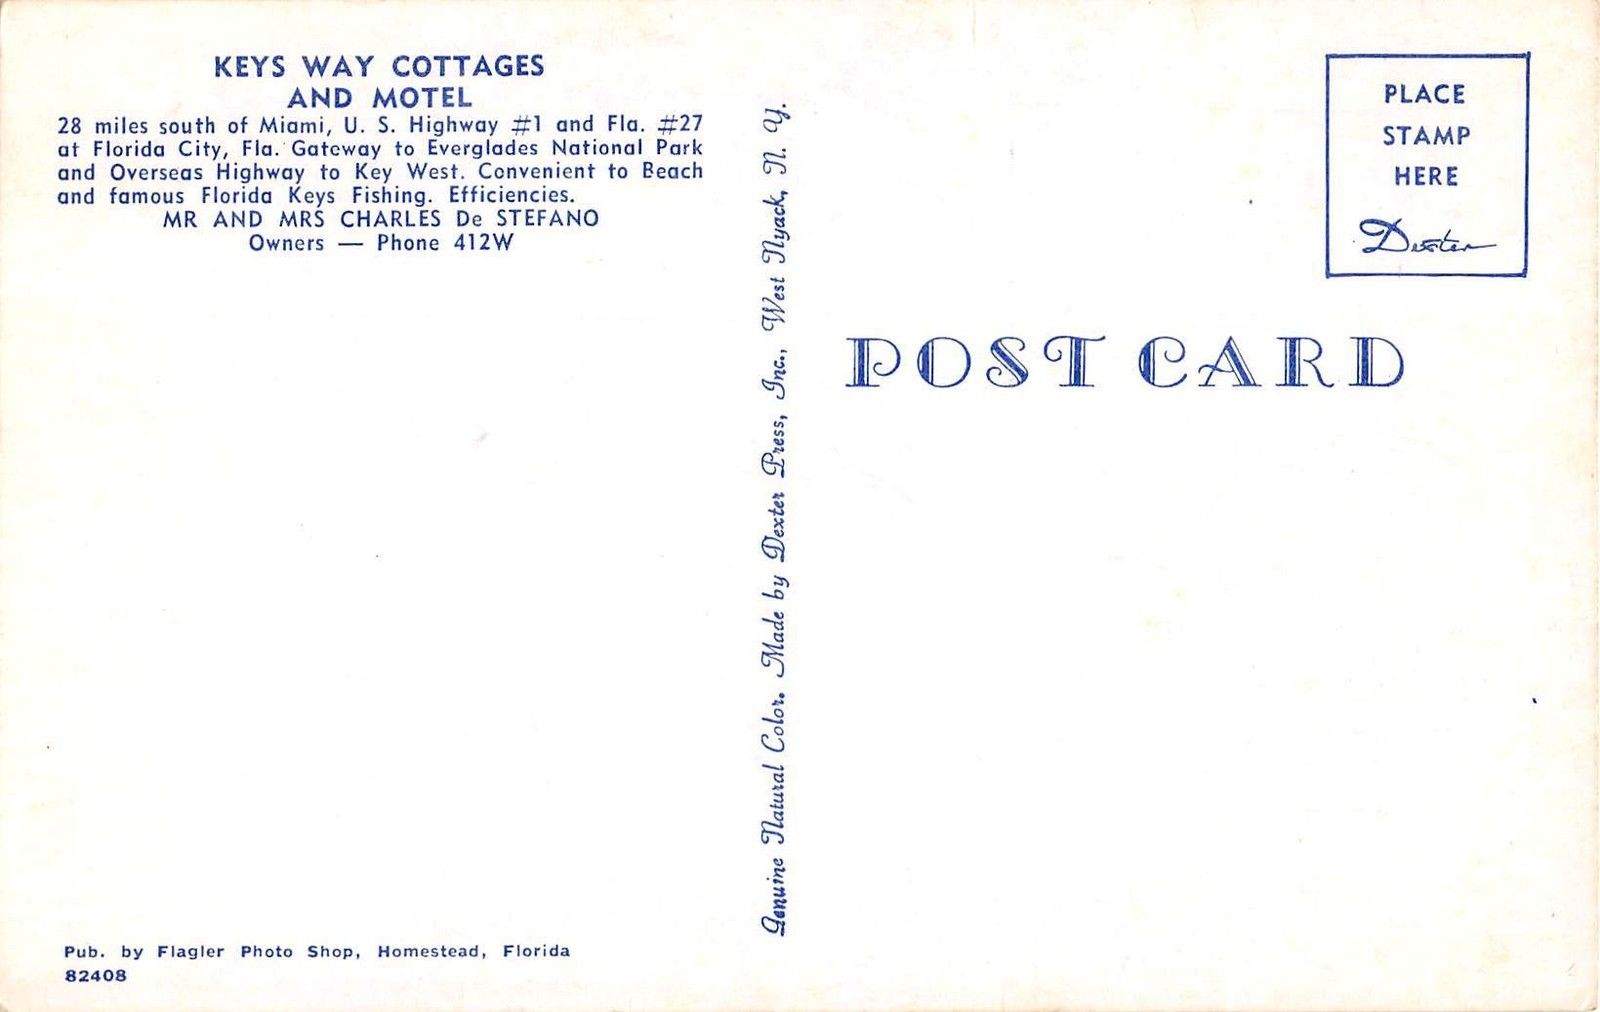 KEYS WAY COTTAGES
AND MOTEL
28 miles south of Miami, U. S. Highway #1 and Fla. #27
at Florida City, Fla. Gateway to Everglades National Park
and Overseas Highway to Key West. Convenient to Beach
and famous Florida Keys Fishing. Efficiencies.
MR AND MRS CHARLES De STEFANO
Owners — Phone 412W
Pub. by Flagler Photo Shop, Homestead, Florida
82408
Genuine Natural Color. Made by Dexter Press, Inc., West Nyack, N. Y.
PLACE
STAMP
HERE
Dexter
POST CARD